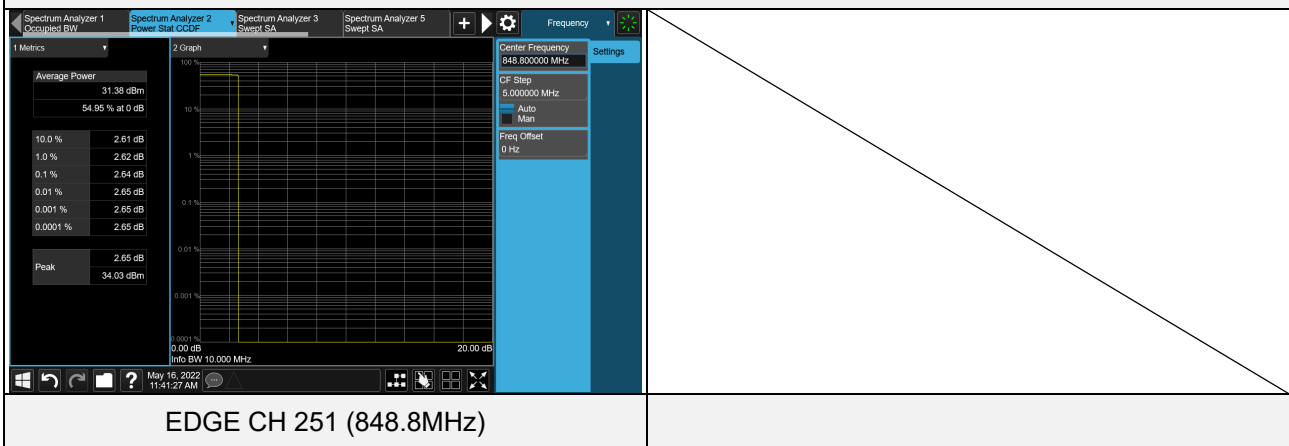 Spectrum Analyzer 1
Occupied BW
Spectrum Analyzer 2
Power Stat CCDF
Spectrum Analyzer 3
Swept SA
Spectrum Analyzer 5
Swept SA
Frequency
1 Metrics
2 Graph
Center Frequency
848.800000 MHz
Settings
CF Step
5.000000 MHz
Auto
Man
Freq Offset
0 Hz
Average Power
31.38 dBm
54.95 % at 0 dB
10.0 % 2.61 dB
1.0 % 2.62 dB
0.1 % 2.64 dB
0.01 % 2.65 dB
0.001 % 2.65 dB
0.0001 % 2.65 dB
Peak
2.65 dB
34.03 dBm
100 %
10 %
1 %
0.1 %
0.01 %
0.001 %
0.0001 %
0.00 dB 20.00 dB
Info BW 10.000 MHz
?
May 16, 2022
11:41:27 AM
EDGE CH 251 (848.8MHz)